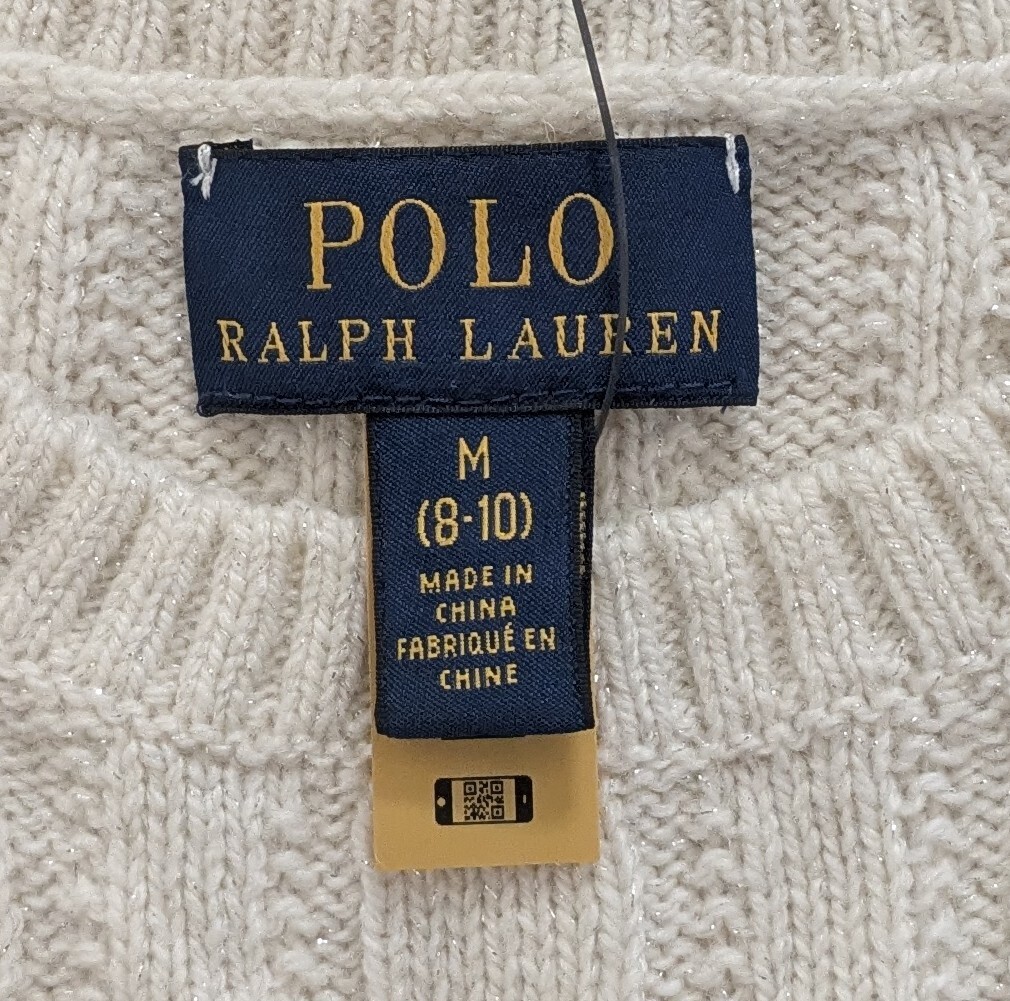 POLO
RALPH LAUREN
M
(8-10)
MADE IN
CHINA
FABRIQUÉ EN
CHINE